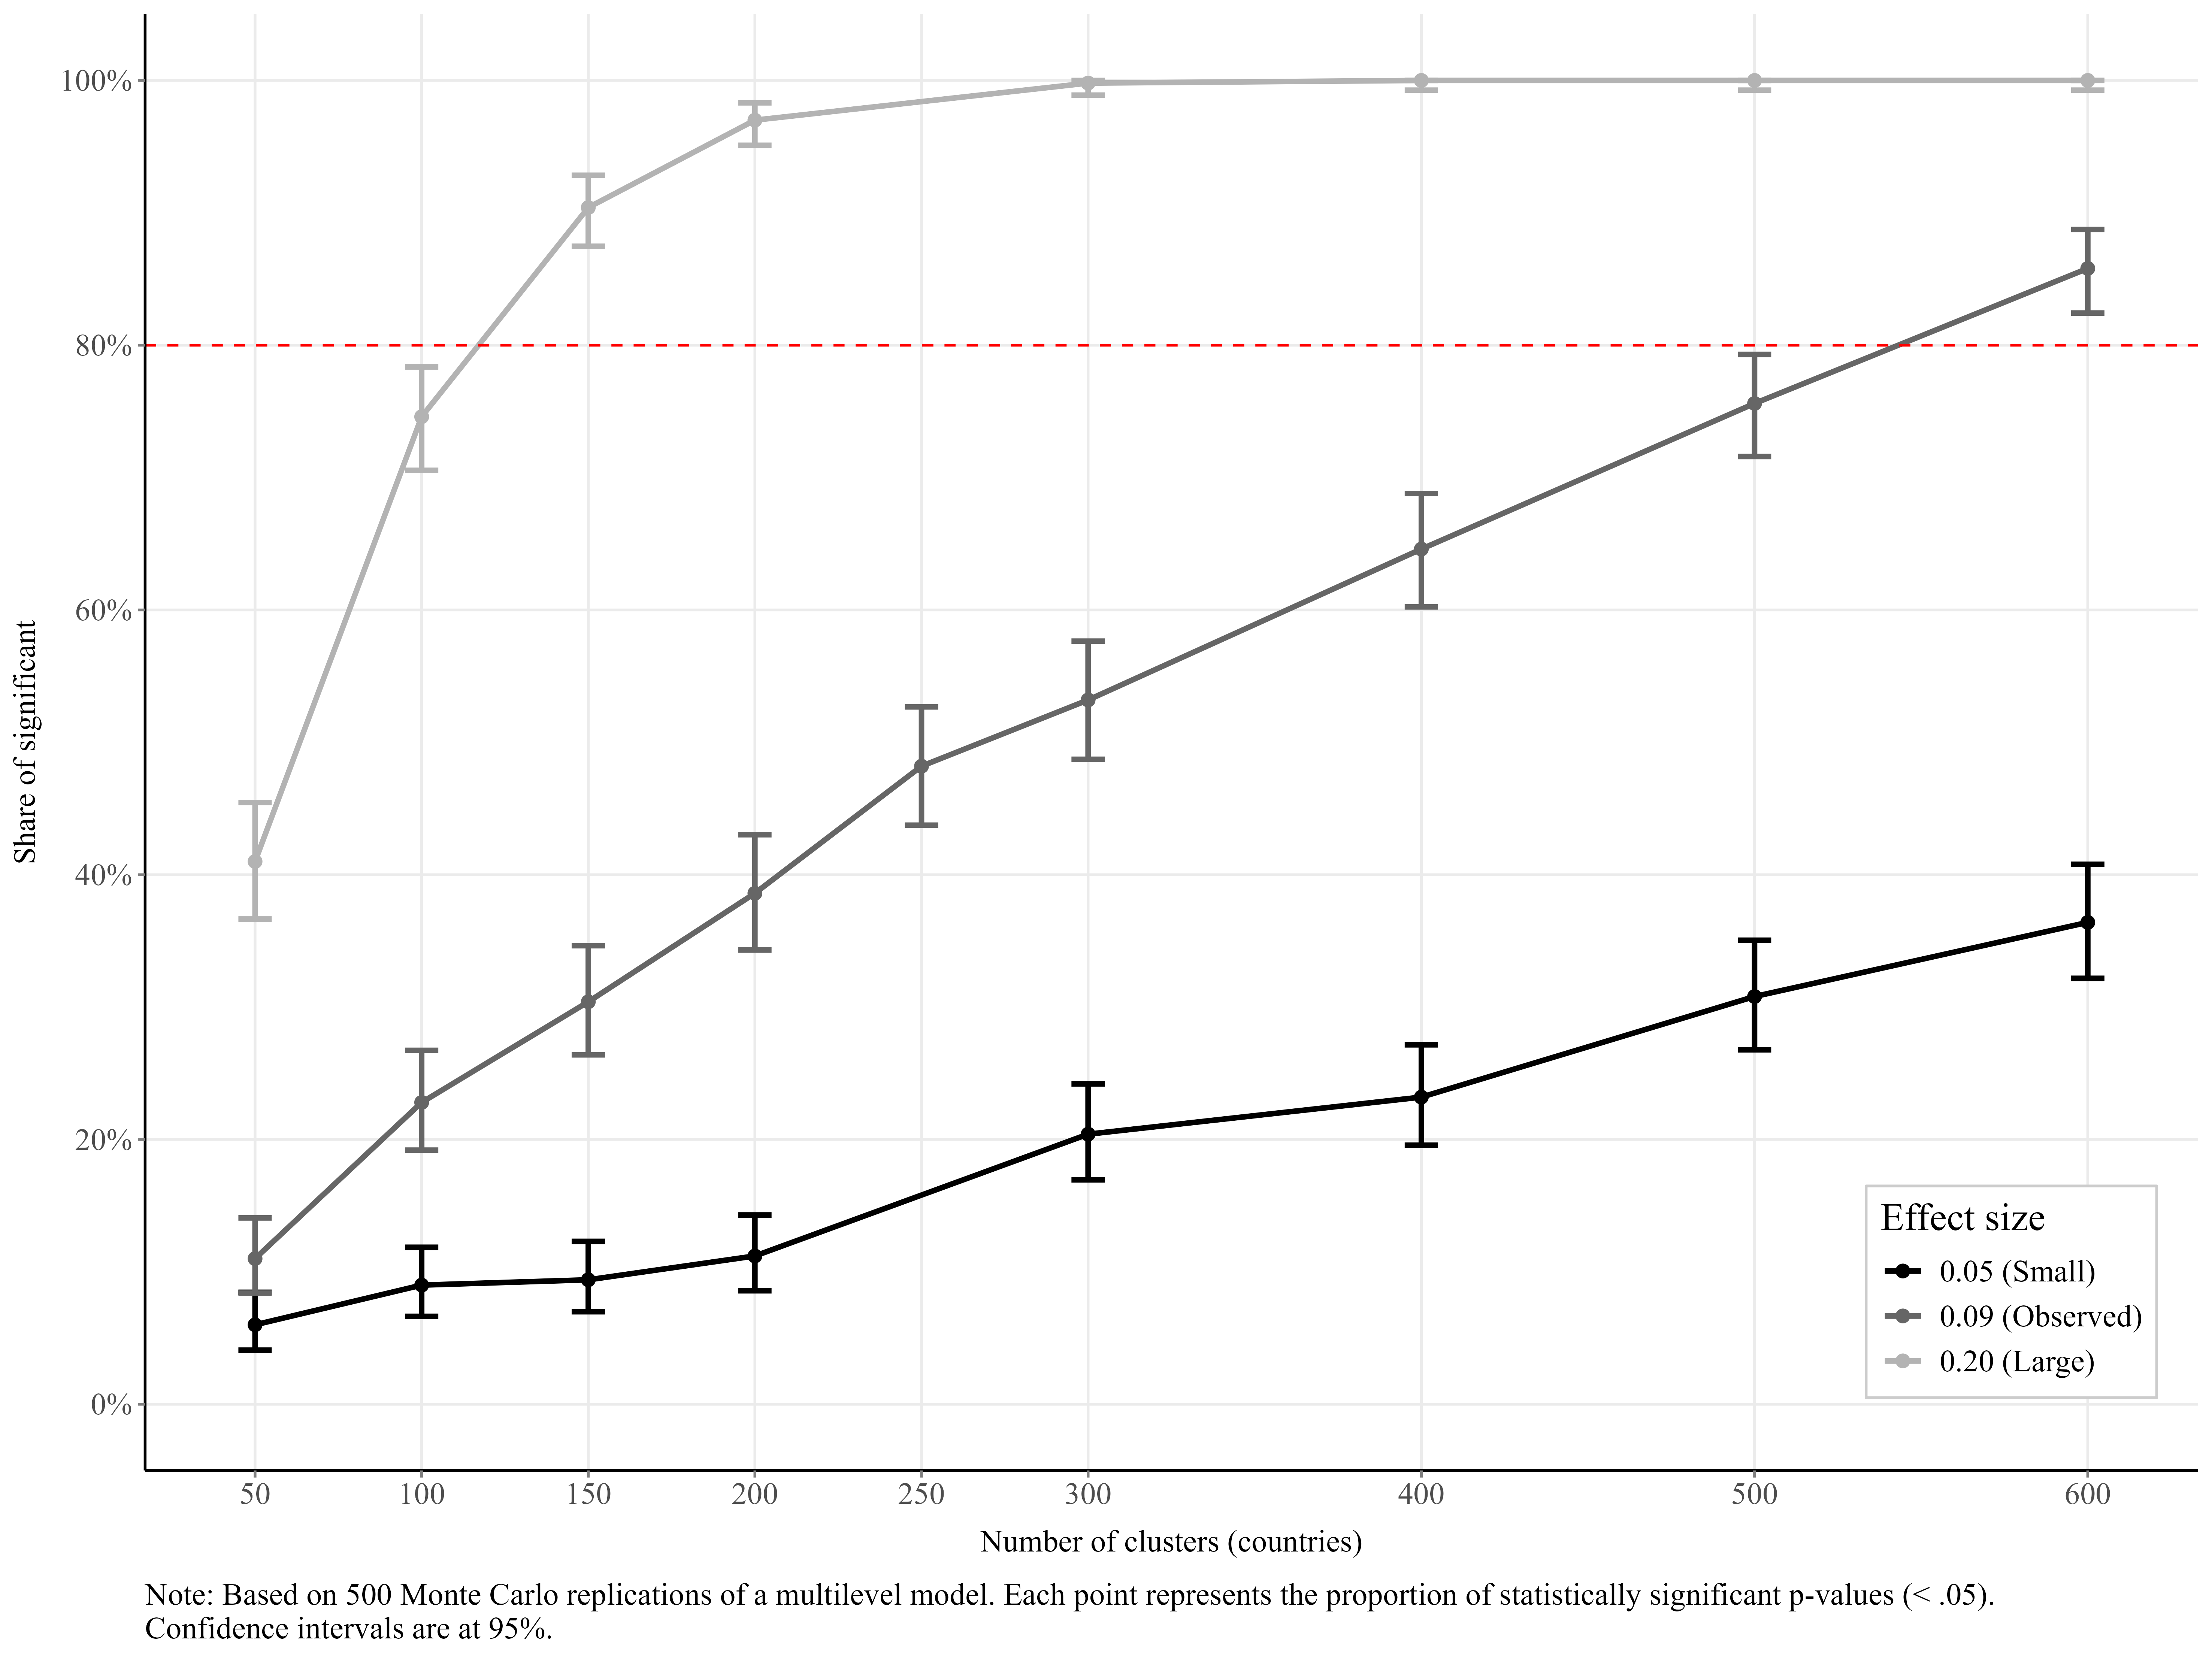 100%
80%
60%
40%
20%
0%
Share of significant
50 100 150 200 250 300 400 500 600
Number of clusters (countries)
Effect size
0.05 (Small)
0.09 (Observed)
0.20 (Large)
Note: Based on 500 Monte Carlo replications of a multilevel model. Each point represents the proportion of statistically significant p-values (< .05).
Confidence intervals are at 95%.